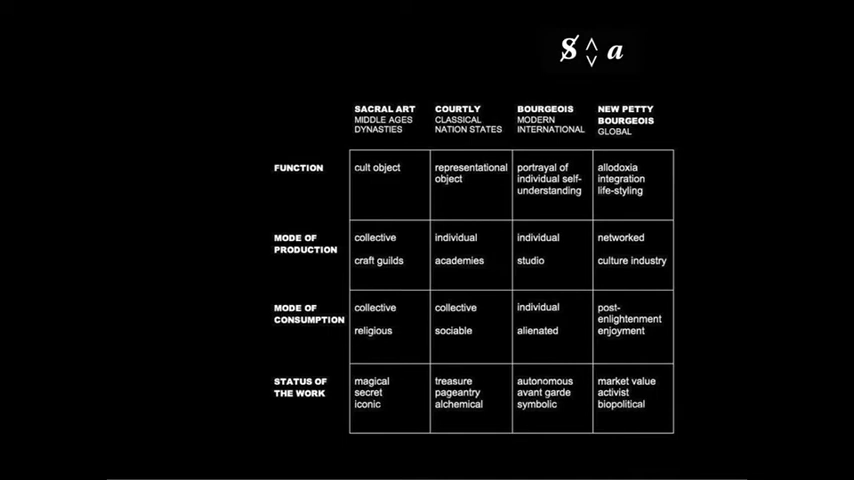 $ ^ v a
SACRAL ART
MIDDLE AGES
DYNASTIES
COURTLY
CLASSICAL
NATION STATES
BOURGEOIS
MODERN
INTERNATIONAL
NEW PETTY
BOURGEOIS
GLOBAL
FUNCTION
cult object
representational
object
portrayal of
individual self-
understanding
allodoxia
integration
life-styling
MODE OF
PRODUCTION
collective
craft guilds
individual
academies
individual
studio
networked
culture industry
MODE OF
CONSUMPTION
collective
religious
collective
sociable
individual
alienated
post-
enlightenment
enjoyment
STATUS OF
THE WORK
magical
secret
iconic
treasure
pageantry
alchemical
autonomous
avant garde
symbolic
market value
activist
biopolitical